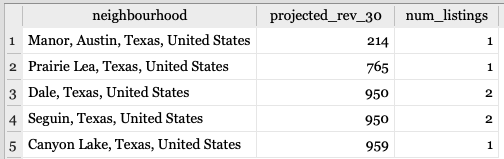 neighbourhood projected_rev_30 num_listings
1 Manor, Austin, Texas, United States 214 1
2 Prairie Lea, Texas, United States 765 1
3 Dale, Texas, United States 950 2
4 Seguin, Texas, United States 950 2
5 Canyon Lake, Texas, United States 959 1